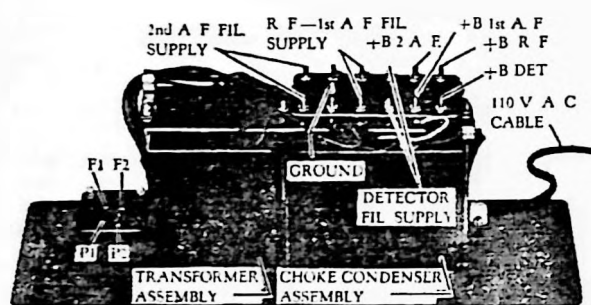 2nd A F FIL
SUPPLY
R F—1st A F FIL
SUPPLY
+B 2 A F
+B 1st A F
+B R F
+B DET
110 V A C
CABLE
GROUND
DETECTOR
FIL SUPPLY
F1 F2
P1 P2
TRANSFORMER
ASSEMBLY
CHOKE CONDENSER
ASSEMBLY